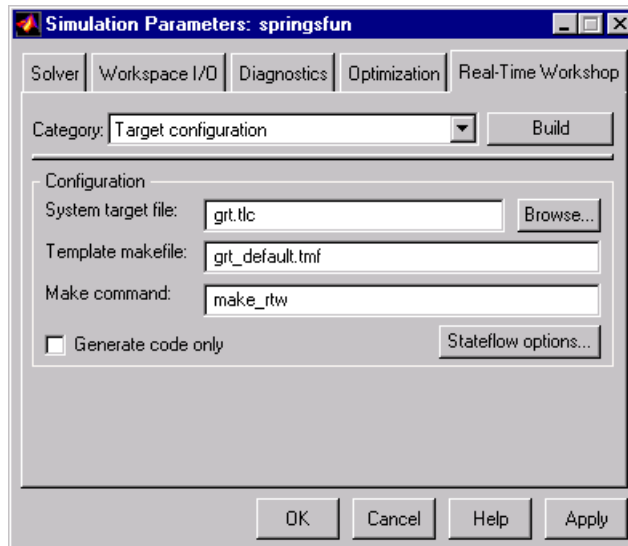 Simulation Parameters: springsfun
Solver Workspace I/O Diagnostics Optimization Real-Time Workshop
Category: Target configuration Build
Configuration
System target file: grt.tlc Browse...
Template makefile: grt_default.tmf
Make command: make_rtw
Generate code only Stateflow options...
OK Cancel Help Apply